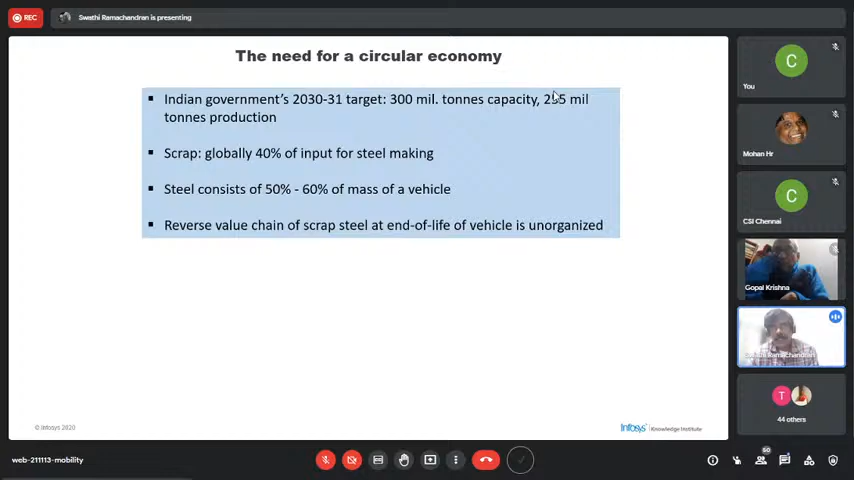 REC
Swathi Ramachandran is presenting
The need for a circular economy
▪ Indian government's 2030-31 target: 300 mil. tonnes capacity, mil
tonnes production
▪ Scrap: globally 40% of input for steel making
▪ Steel consists of 50% - 60% of mass of a vehicle
▪ Reverse value chain of scrap steel at end-of-life of vehicle is unorganized
© Infosys 2020
Infosys | Knowledge Institute
C
You
Mohan Hr
C
CSI Chennai
Gopal Krishna
Swathi Ramachandran
T
44 others
web-211113-mobility
50